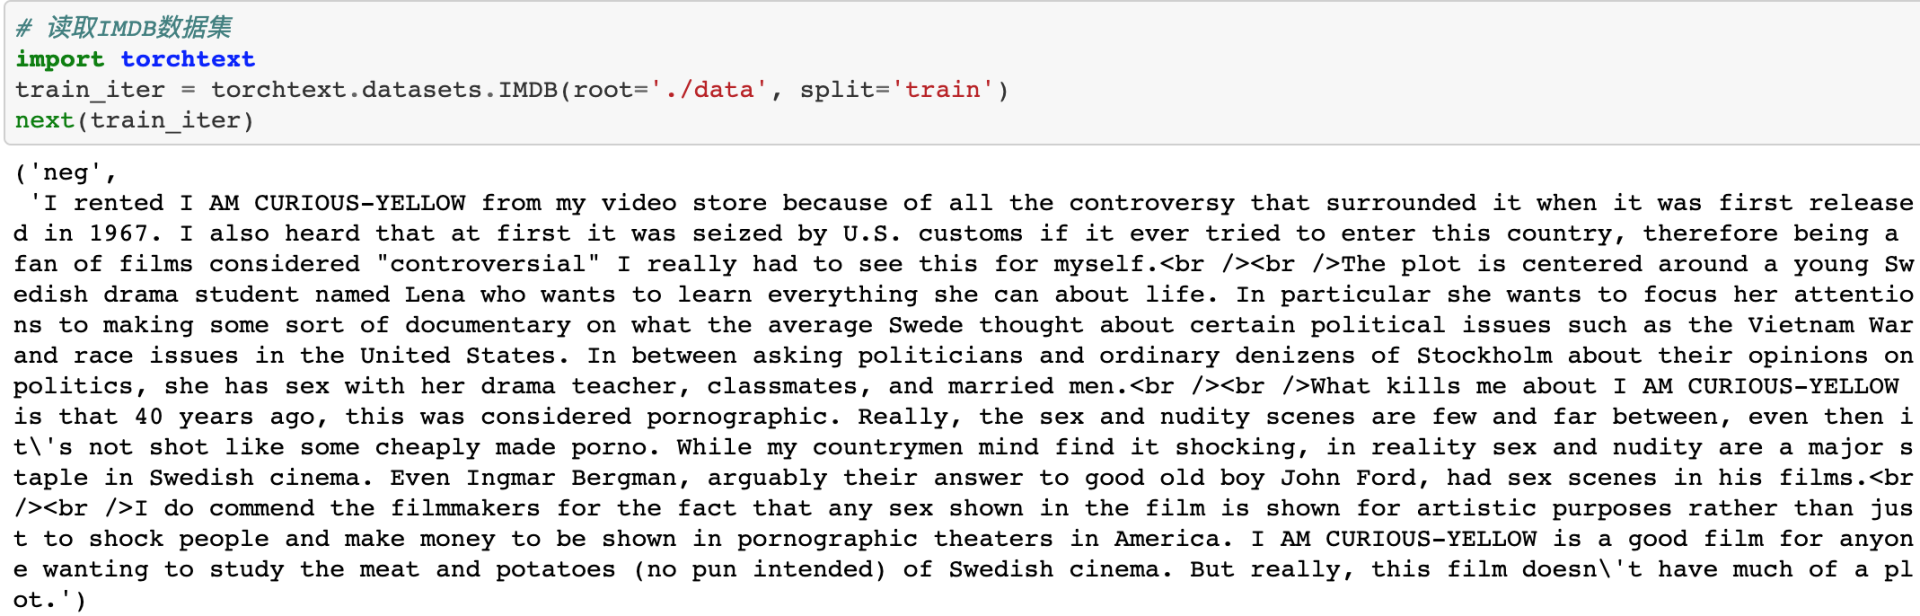 # 读取IMDB数据集
import torchtext
train_iter = torchtext.datasets.IMDB(root='./data', split='train')
next(train_iter)
('neg',
 'I rented I AM CURIOUS-YELLOW from my video store because of all the controversy that surrounded it when it was first release
d in 1967. I also heard that at first it was seized by U.S. customs if it ever tried to enter this country, therefore being a
fan of films considered "controversial" I really had to see this for myself.<br /><br />The plot is centered around a young Sw
edish drama student named Lena who wants to learn everything she can about life. In particular she wants to focus her attentio
ns to making some sort of documentary on what the average Swede thought about certain political issues such as the Vietnam War
and race issues in the United States. In between asking politicians and ordinary denizens of Stockholm about their opinions on
politics, she has sex with her drama teacher, classmates, and married men.<br /><br />What kills me about I AM CURIOUS-YELLOW
is that 40 years ago, this was considered pornographic. Really, the sex and nudity scenes are few and far between, even then i
t\'s not shot like some cheaply made porno. While my countrymen mind find it shocking, in reality sex and nudity are a major s
taple in Swedish cinema. Even Ingmar Bergman, arguably their answer to good old boy John Ford, had sex scenes in his films.<br
/><br />I do commend the filmmakers for the fact that any sex shown in the film is shown for artistic purposes rather than jus
t to shock people and make money to be shown in pornographic theaters in America. I AM CURIOUS-YELLOW is a good film for anyon
e wanting to study the meat and potatoes (no pun intended) of Swedish cinema. But really, this film doesn\'t have much of a pl
ot.')